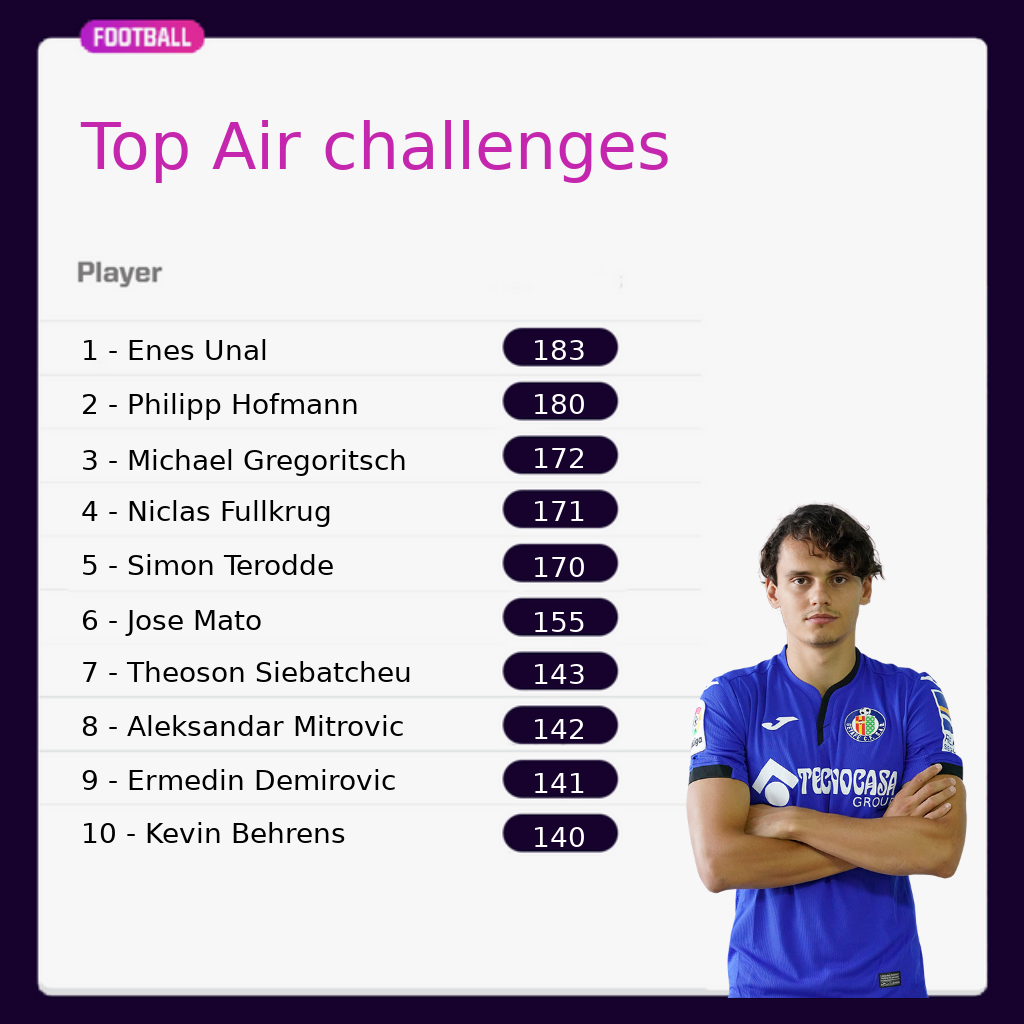 FOOTBALL
Top Air challenges
Player
1 - Enes Unal 183
2 - Philipp Hofmann 180
3 - Michael Gregoritsch 172
4 - Niclas Fullkrug 171
5 - Simon Terodde 170
6 - Jose Mato 155
7 - Theoson Siebatcheu 143
8 - Aleksandar Mitrovic 142
9 - Ermedin Demirovic 141
10 - Kevin Behrens 140
TECNOCASA
GROUP